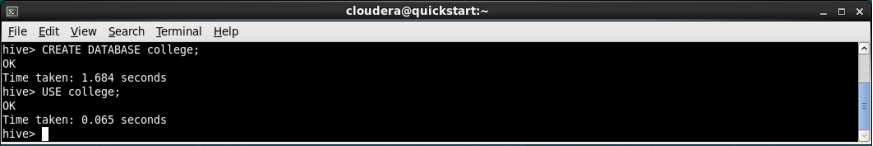 cloudera@quickstart:~
File Edit View Search Terminal Help
hive> CREATE DATABASE college;
OK
Time taken: 1.684 seconds
hive> USE college;
OK
Time taken: 0.065 seconds
hive>